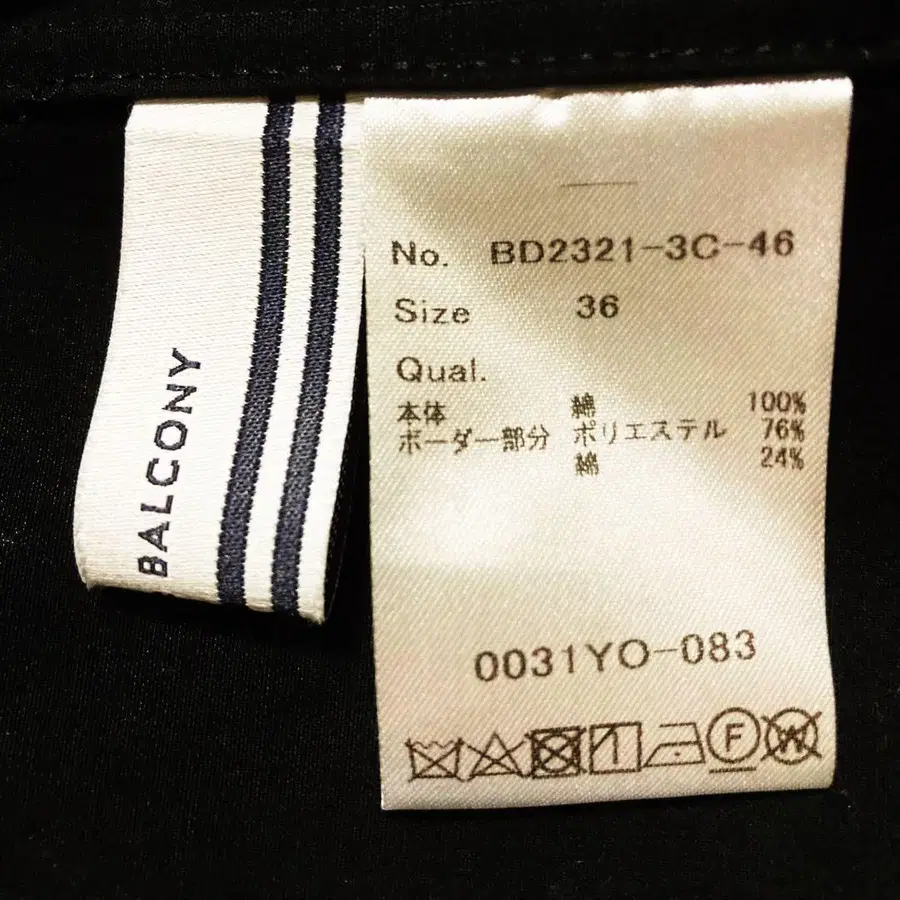 BALCONY
No. BD2321-3C-46
Size 36
Qual.
本体 綿 100%
ボーダー部分 ポリエステル 76%
綿 24%
0031YO-083
F W